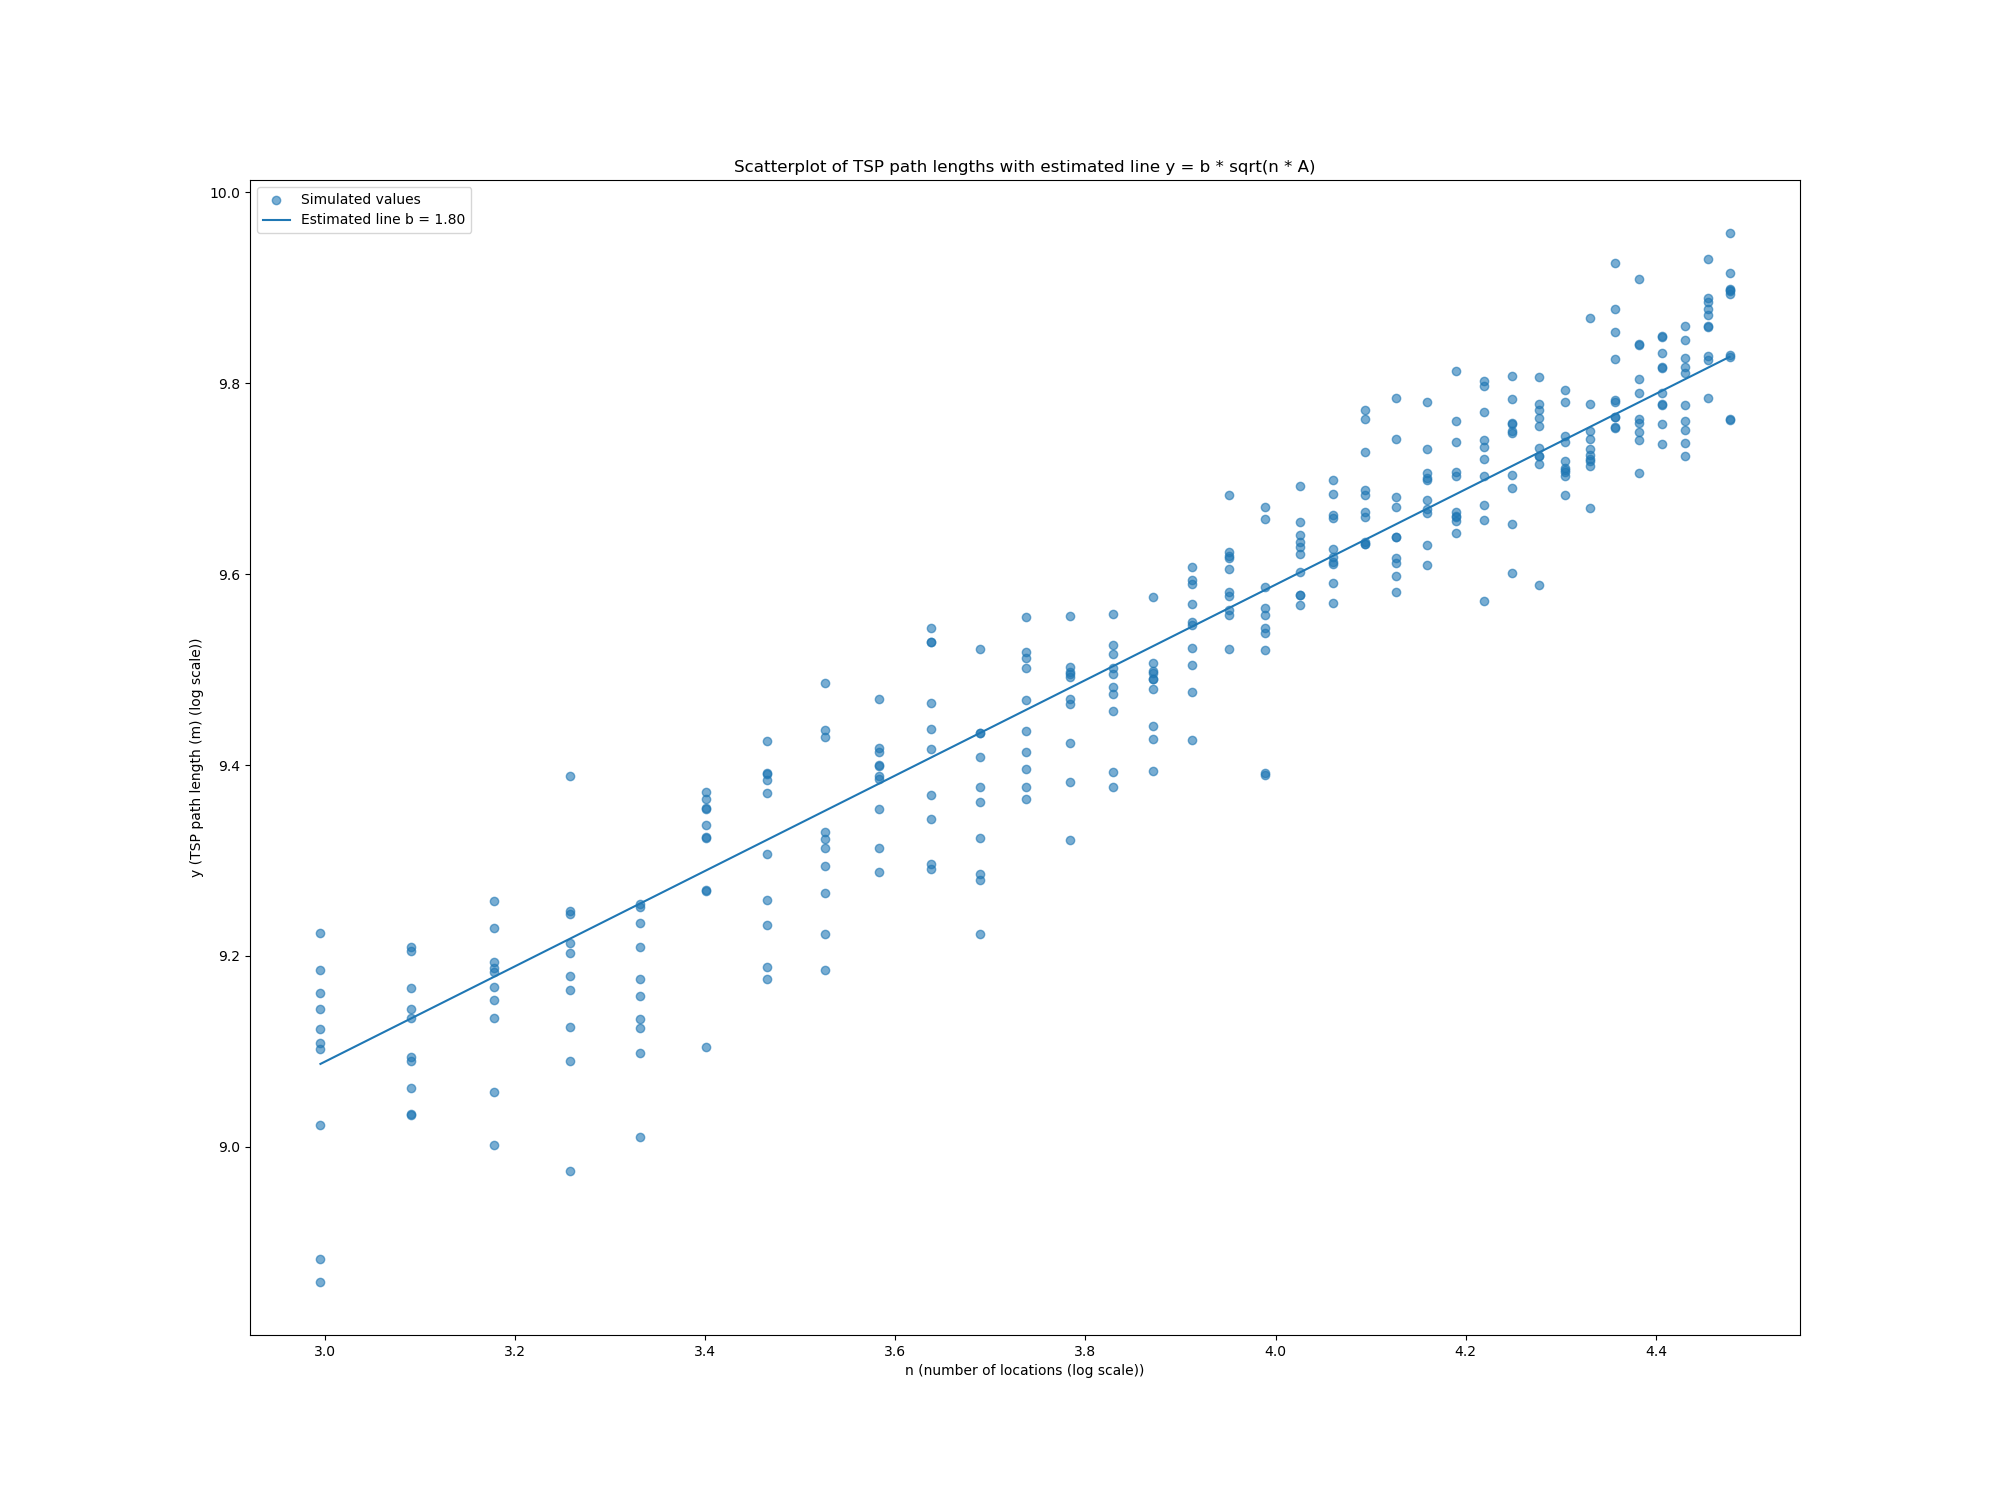 Scatterplot of TSP path lengths with estimated line y = b * sqrt(n * A)
Simulated values
Estimated line b = 1.80
10.0
9.8
9.6
9.4
9.2
9.0
y (TSP path length (m) (log scale))
3.0 3.2 3.4 3.6 3.8 4.0 4.2 4.4
n (number of locations (log scale))